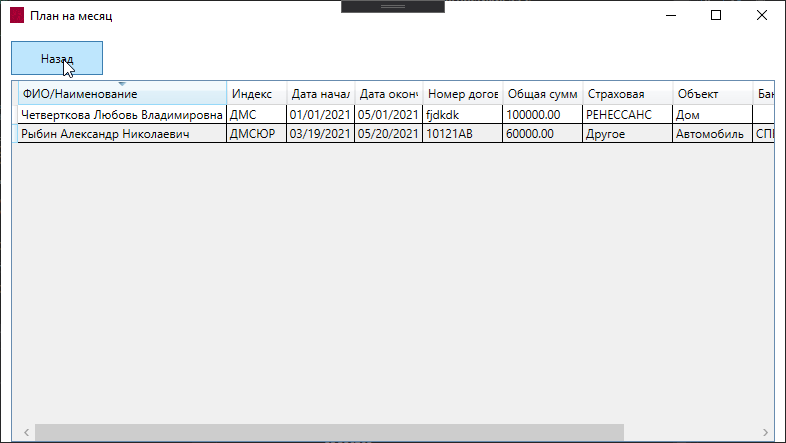 План на месяц
Назад
ФИО/Наименование Индекс Дата начал Дата оконч Номер догов Общая сумм Страховая Объект Бан
Четверткова Любовь Владимировна ДМС 01/01/2021 05/01/2021 fjdkdk 100000.00 РЕНЕССАНС Дом
Рыбин Александр Николаевич ДМСЮР 03/19/2021 05/20/2021 10121AB 60000.00 Другое Автомобиль СПІ